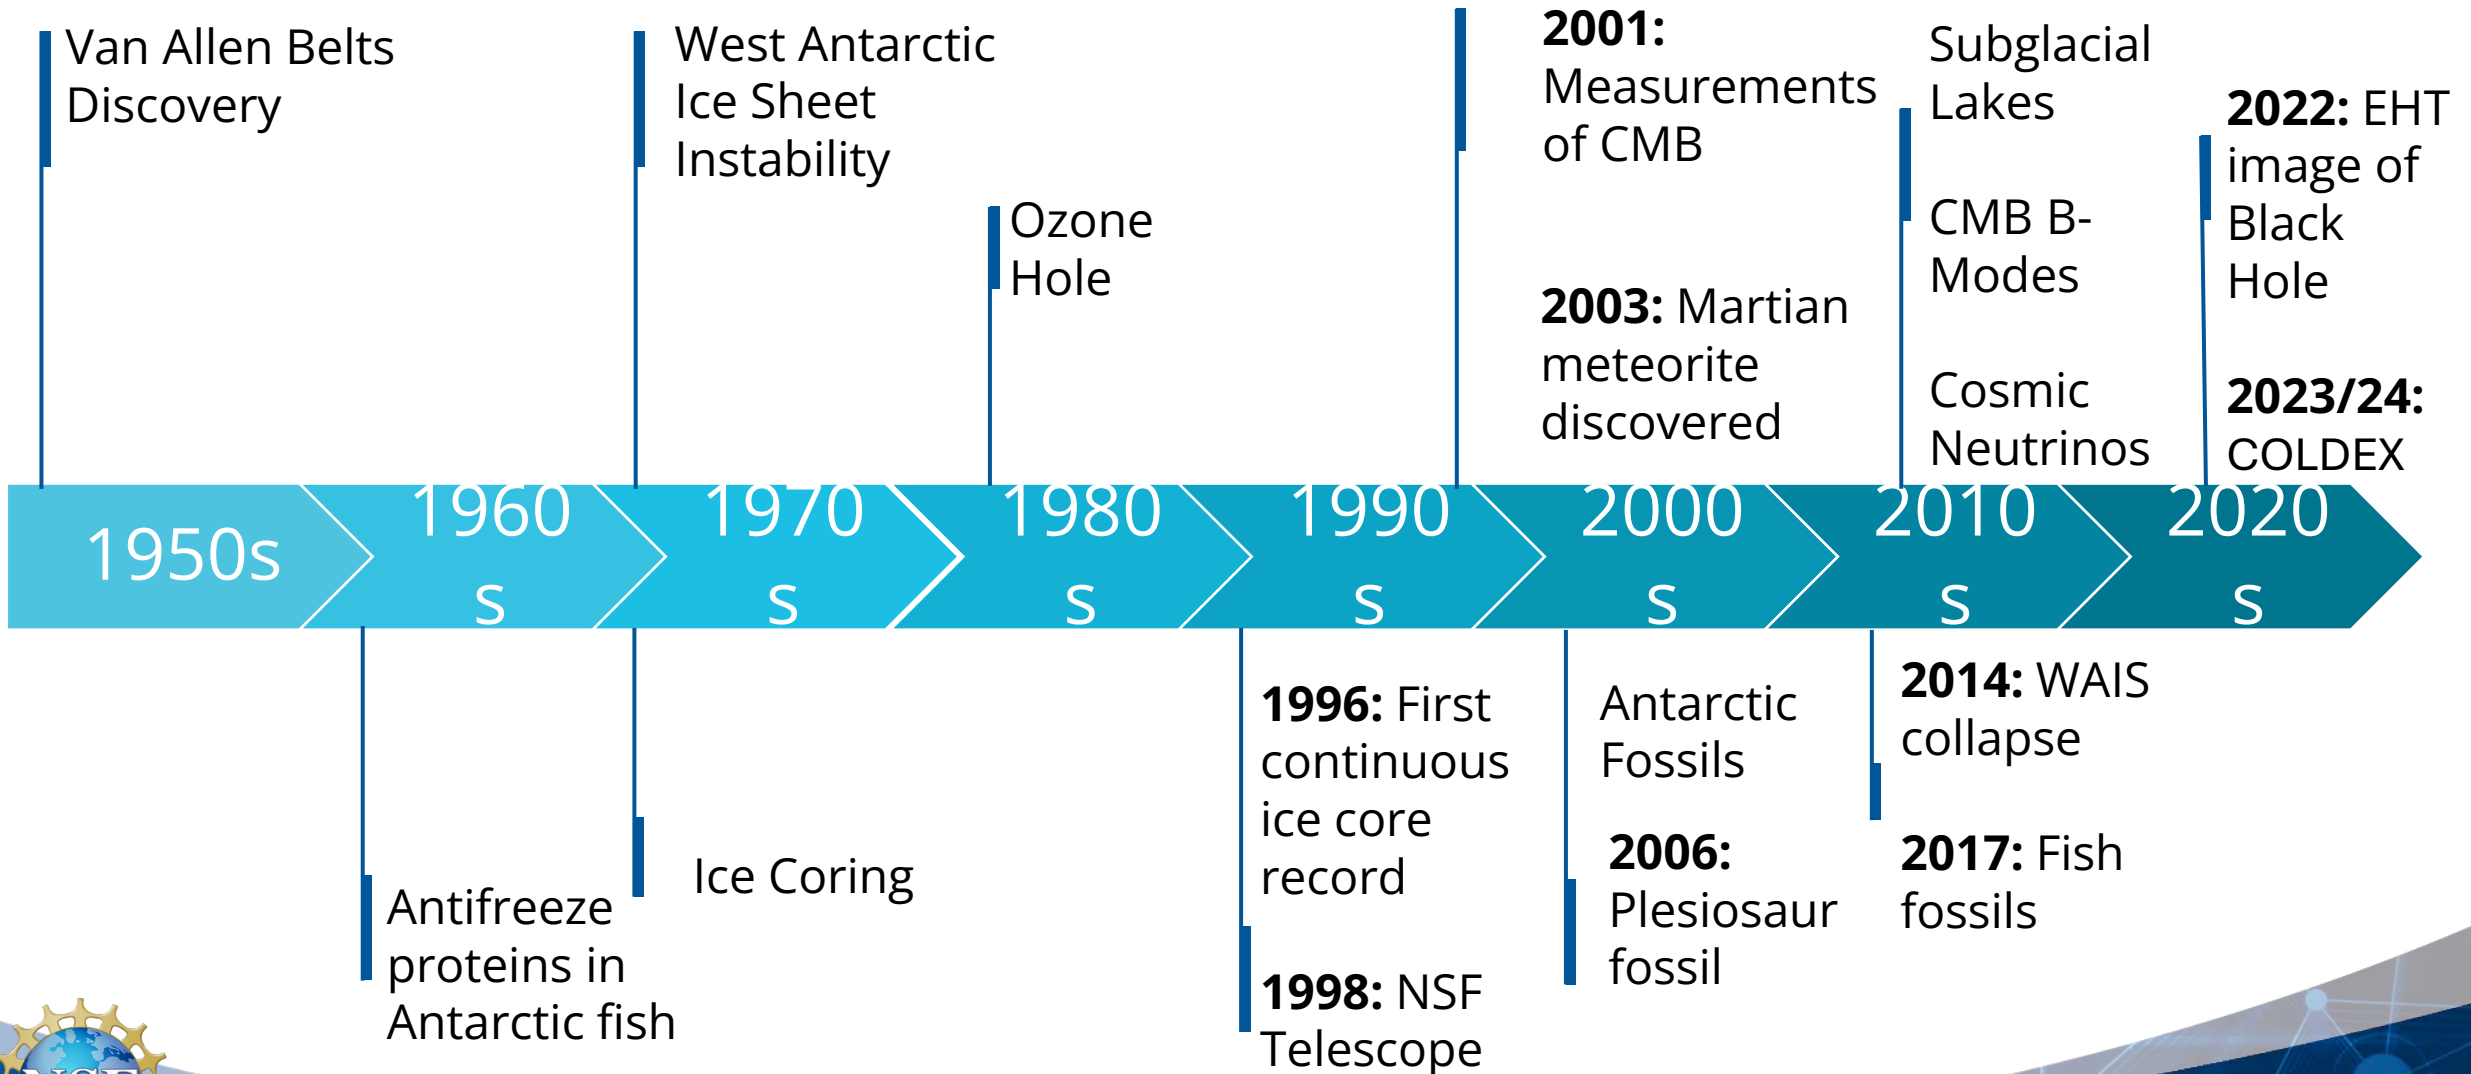 Van Allen Belts
Discovery
West Antarctic
Ice Sheet
Instability
Ozone
Hole
2001:
Measurements
of CMB
2003: Martian
meteorite
discovered
Subglacial
Lakes
CMB B-
Modes
Cosmic
Neutrinos
2022: EHT
image of
Black
Hole
2023/24:
COLDEX
1950s
1960
s
1970
s
1980
s
1990
s
2000
s
2010
s
2020
s
Antifreeze
proteins in
Antarctic fish
Ice Coring
1996: First
continuous
ice core
record
1998: NSF
Telescope
Antarctic
Fossils
2006:
Plesiosaur
fossil
2014: WAIS
collapse
2017: Fish
fossils
NSF